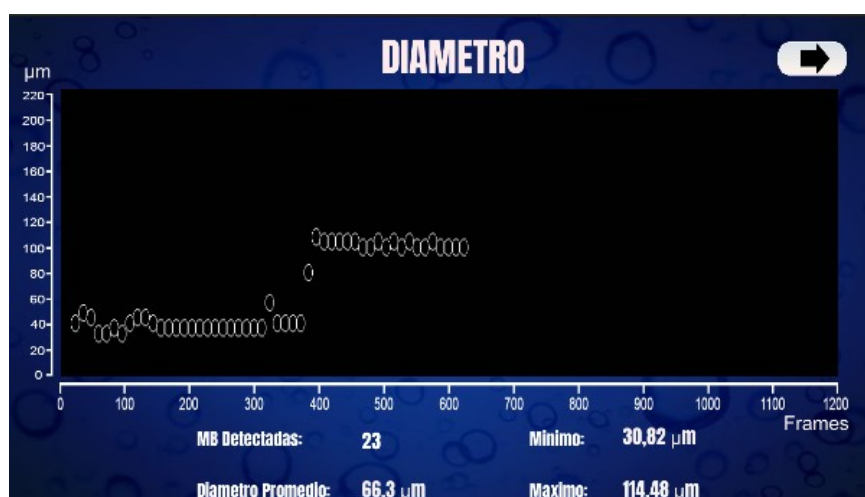 DIAMETRO
µm
220
200
180
160
140
120
100
80
60
40
20
0
0 100 200 300 400 500 600 700 800 900 1000 1100 1200
Frames
MB Detectadas: 23 Minimo: 30,82 µm
Diametro Promedio: 66.3 µm Maximo: 114,48 µm